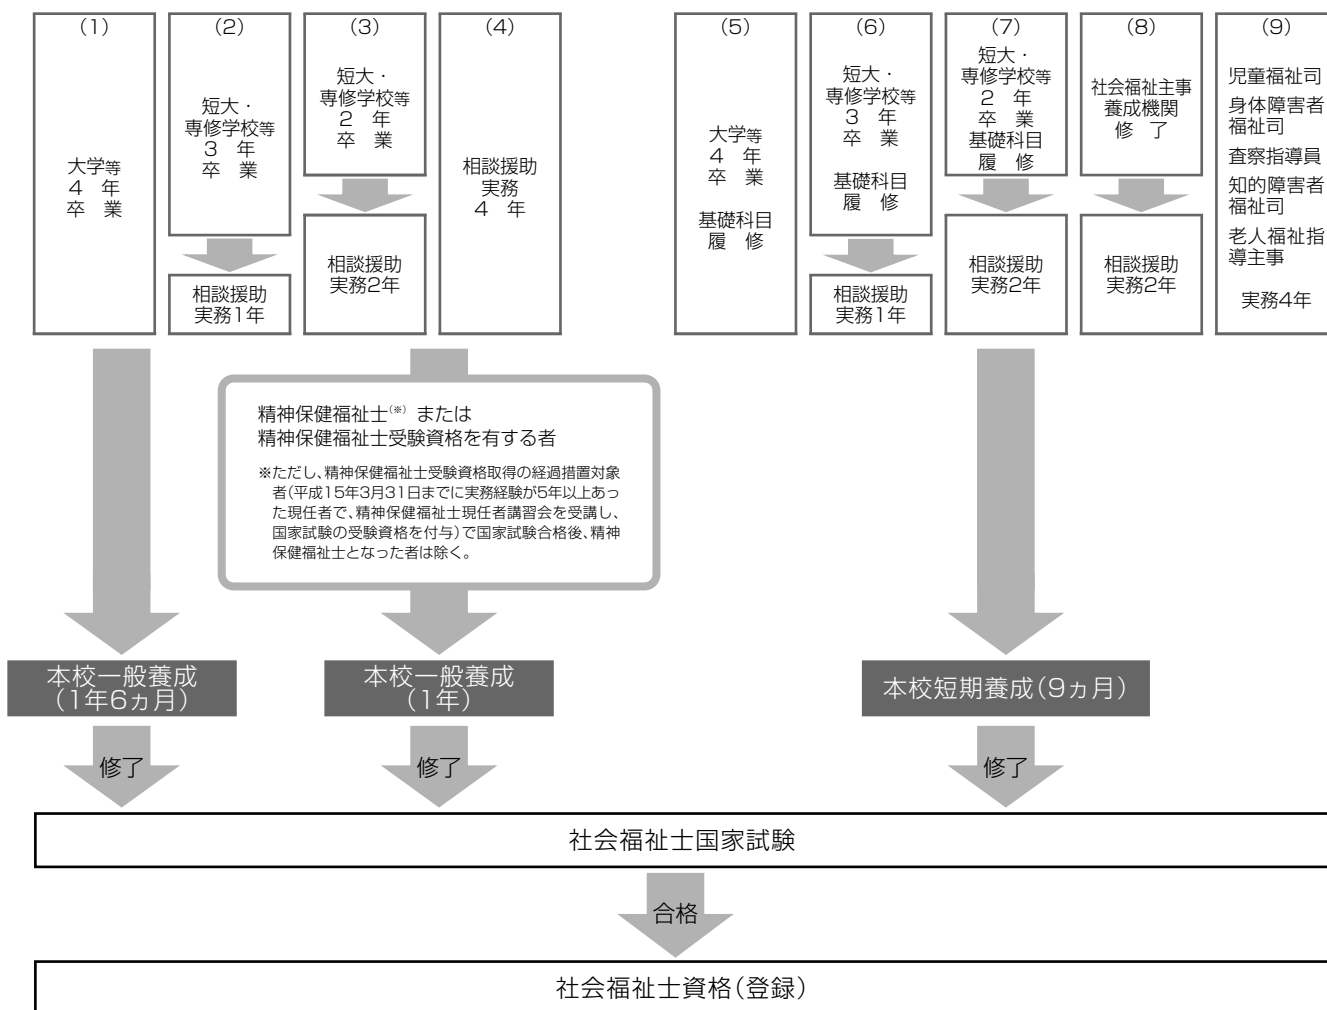 (1)
大学等
4 年
卒 業
(2)
短大・
専修学校等
3 年
卒 業
相談援助
実務1年
(3)
短大・
専修学校等
2 年
卒 業
相談援助
実務2年
(4)
相談援助
実務
4 年
(5)
大学等
4 年
卒 業
基礎科目
履 修
(6)
短大・
専修学校等
3 年
卒 業
基礎科目
履 修
相談援助
実務1年
(7)
短大・
専修学校等
2 年
卒 業
基礎科目
履 修
相談援助
実務2年
(8)
社会福祉主事
養成機関
修 了
相談援助
実務2年
(9)
児童福祉司
身体障害者
福祉司
査察指導員
知的障害者
福祉司
老人福祉指
導主事
実務4年
精神保健福祉士(※) または
精神保健福祉士受験資格を有する者
※ただし、精神保健福祉士受験資格取得の経過措置対象
者(平成15年3月31日までに実務経験が5年以上あっ
た現任者で、精神保健福祉士現任者講習会を受講し、
国家試験の受験資格を付与)で国家試験合格後、精神
保健福祉士となった者は除く。
本校一般養成
(1年6ヵ月)
本校一般養成
(1年)
本校短期養成(9ヵ月)
修了
修了
修了
社会福祉士国家試験
合格
社会福祉士資格(登録)